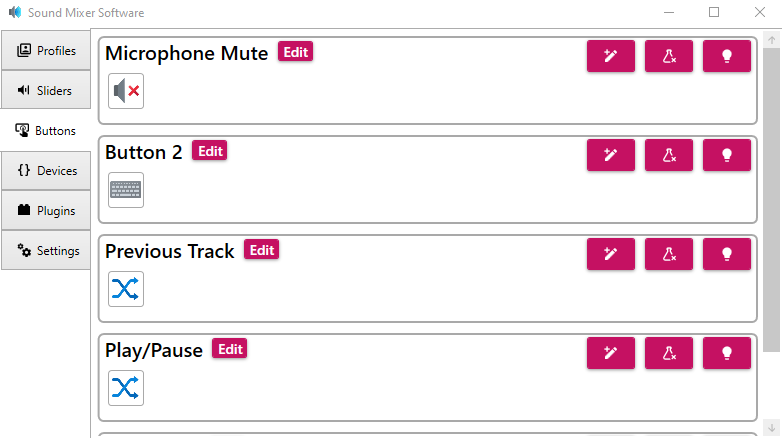 Sound Mixer Software
Profiles
Sliders
Buttons
Devices
Plugins
Settings
Microphone Mute Edit
Button 2 Edit
Previous Track Edit
Play/Pause Edit